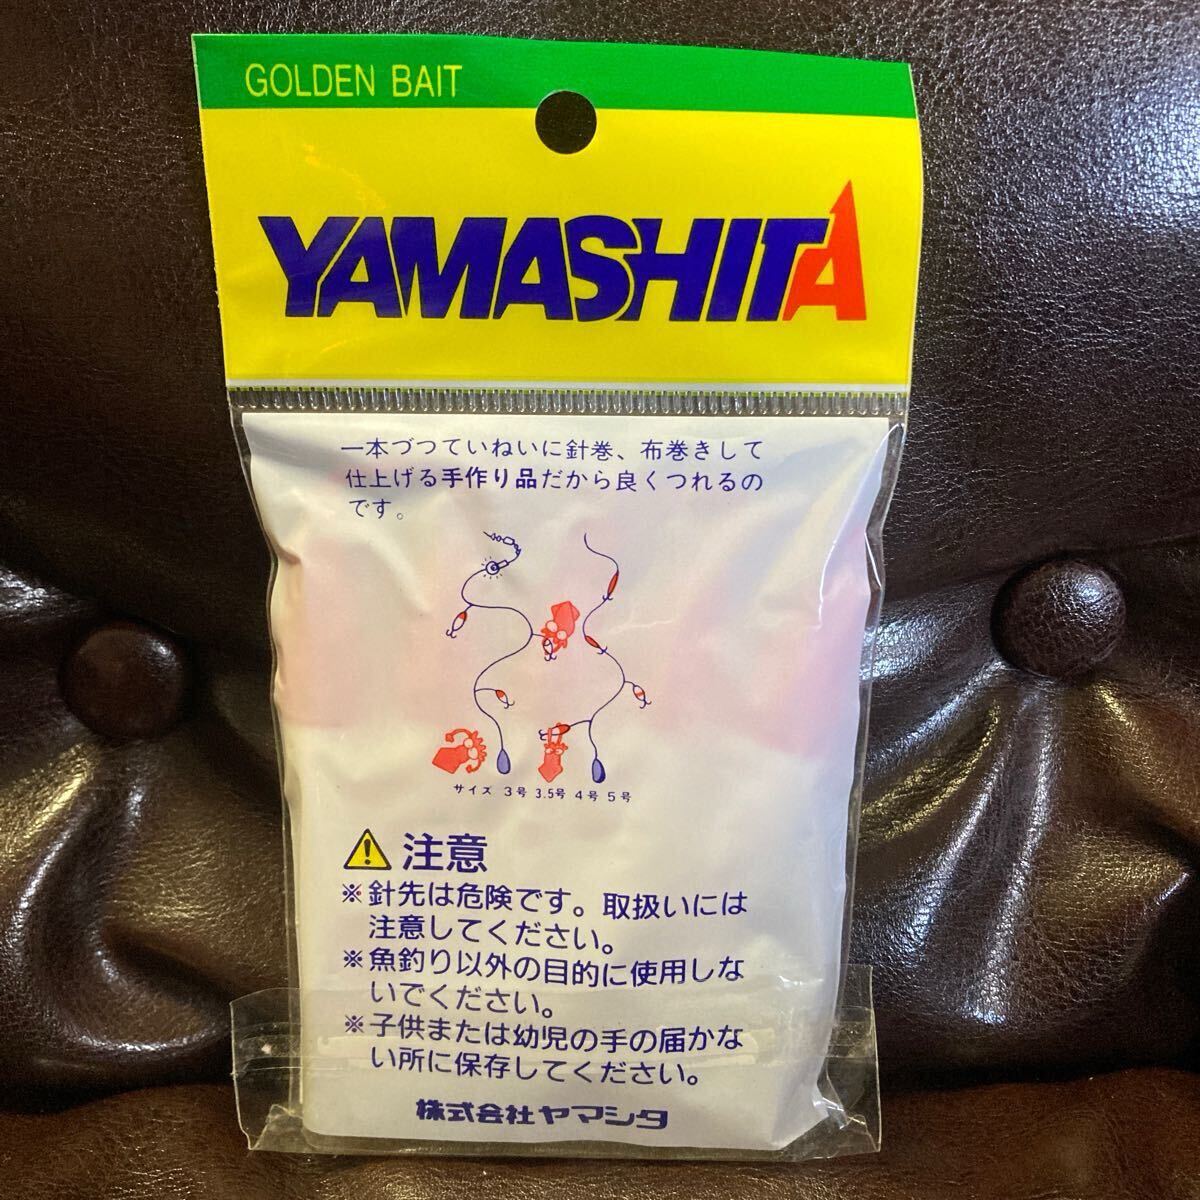 GOLDEN BAIT
YAMASHITA
一本づつていねいに針巻、布巻きして
仕上げる手作り品だから良くつれるの
です。
サイズ 3号 3.5号 4号 5号
注意
※針先は危険です。取扱いには
注意してください。
※魚釣り以外の目的に使用しな
いでください。
※子供または幼児の手の届かな
い所に保存してください。
株式会社ヤマシタ